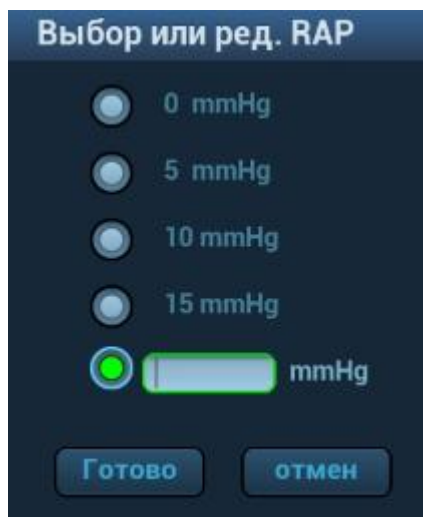 Выбор или ред. RAP
0 mmHg
5 mmHg
10 mmHg
15 mmHg
mmHg
Готово отмен